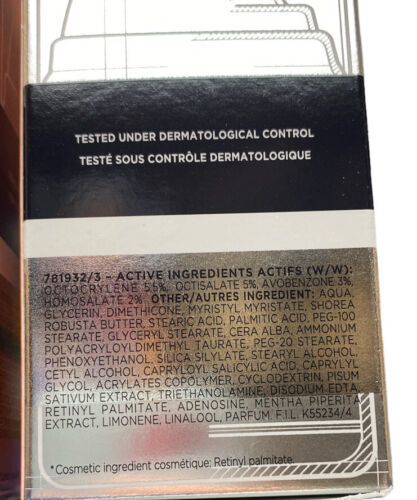 TESTED UNDER DERMATOLOGICAL CONTROL
TESTÉ SOUS CONTRÔLE DERMATOLOGIQUE
781932/3 – ACTIVE INGREDIENTS ACTIFS (W/W):
OCTOCRYLENE 5.5%, OCTISALATE 5%, AVOBENZONE 3%,
HOMOSALATE 2% OTHER/AUTRES INGREDIENT: AQUA,
GLYCERIN, DIMETHICONE, MYRISTYL MYRISTATE, SHOREA
ROBUSTA BUTTER, STEARIC ACID, PALMITIC ACID, PEG-100
STEARATE, GLYCERYL STEARATE, CERA ALBA, AMMONIUM
POLYACRYLOYLDIMETHYL TAURATE, PEG-20 STEARATE,
PHENOXYETHANOL, SILICA SILYLATE, STEARYL ALCOHOL,
CETYL ALCOHOL, CAPRYLOYL SALICYLIC ACID, CAPRYLYL
GLYCOL, ACRYLATES COPOLYMER, CYCLODEXTRIN, PISUM
SATIVUM EXTRACT, TRIETHANOLAMINE, DISODIUM EDTA,
RETINYL PALMITATE, ADENOSINE, MENTHA PIPERITA
EXTRACT, LIMONENE, LINALOOL, PARFUM. F.I.L. K55234/4
*Cosmetic ingredient cosmétique: Retinyl palmitate.